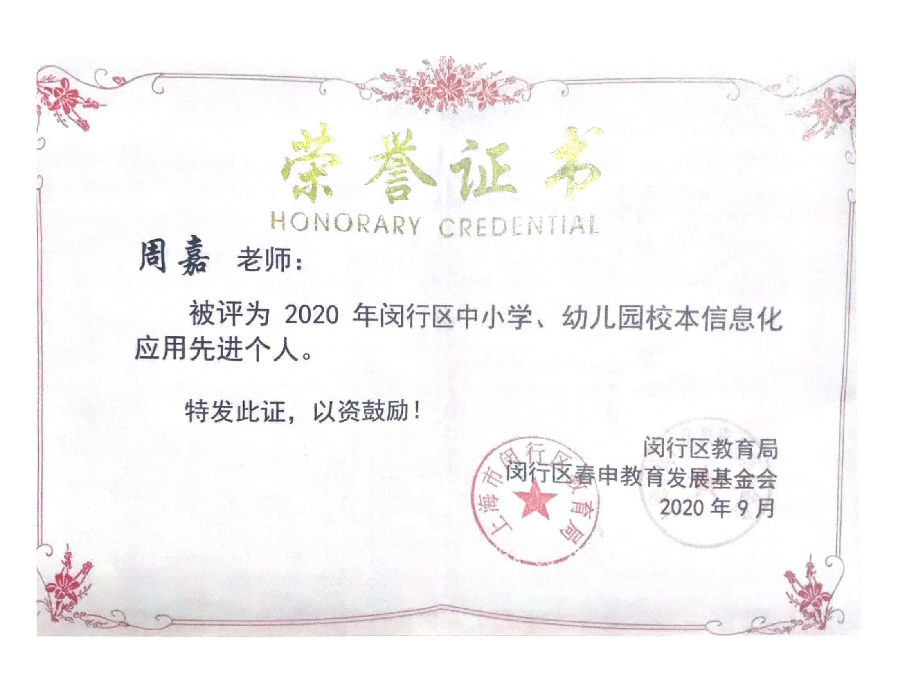 荣誉证书
HONORARY CREDENTIAL
周嘉 老师：
被评为 2020 年闵行区中小学、幼儿园校本信息化
应用先进个人。
特发此证，以资鼓励！
闵行区教育局
闵行区春申教育发展基金会
2020 年 9 月
上海市闵行区教育局